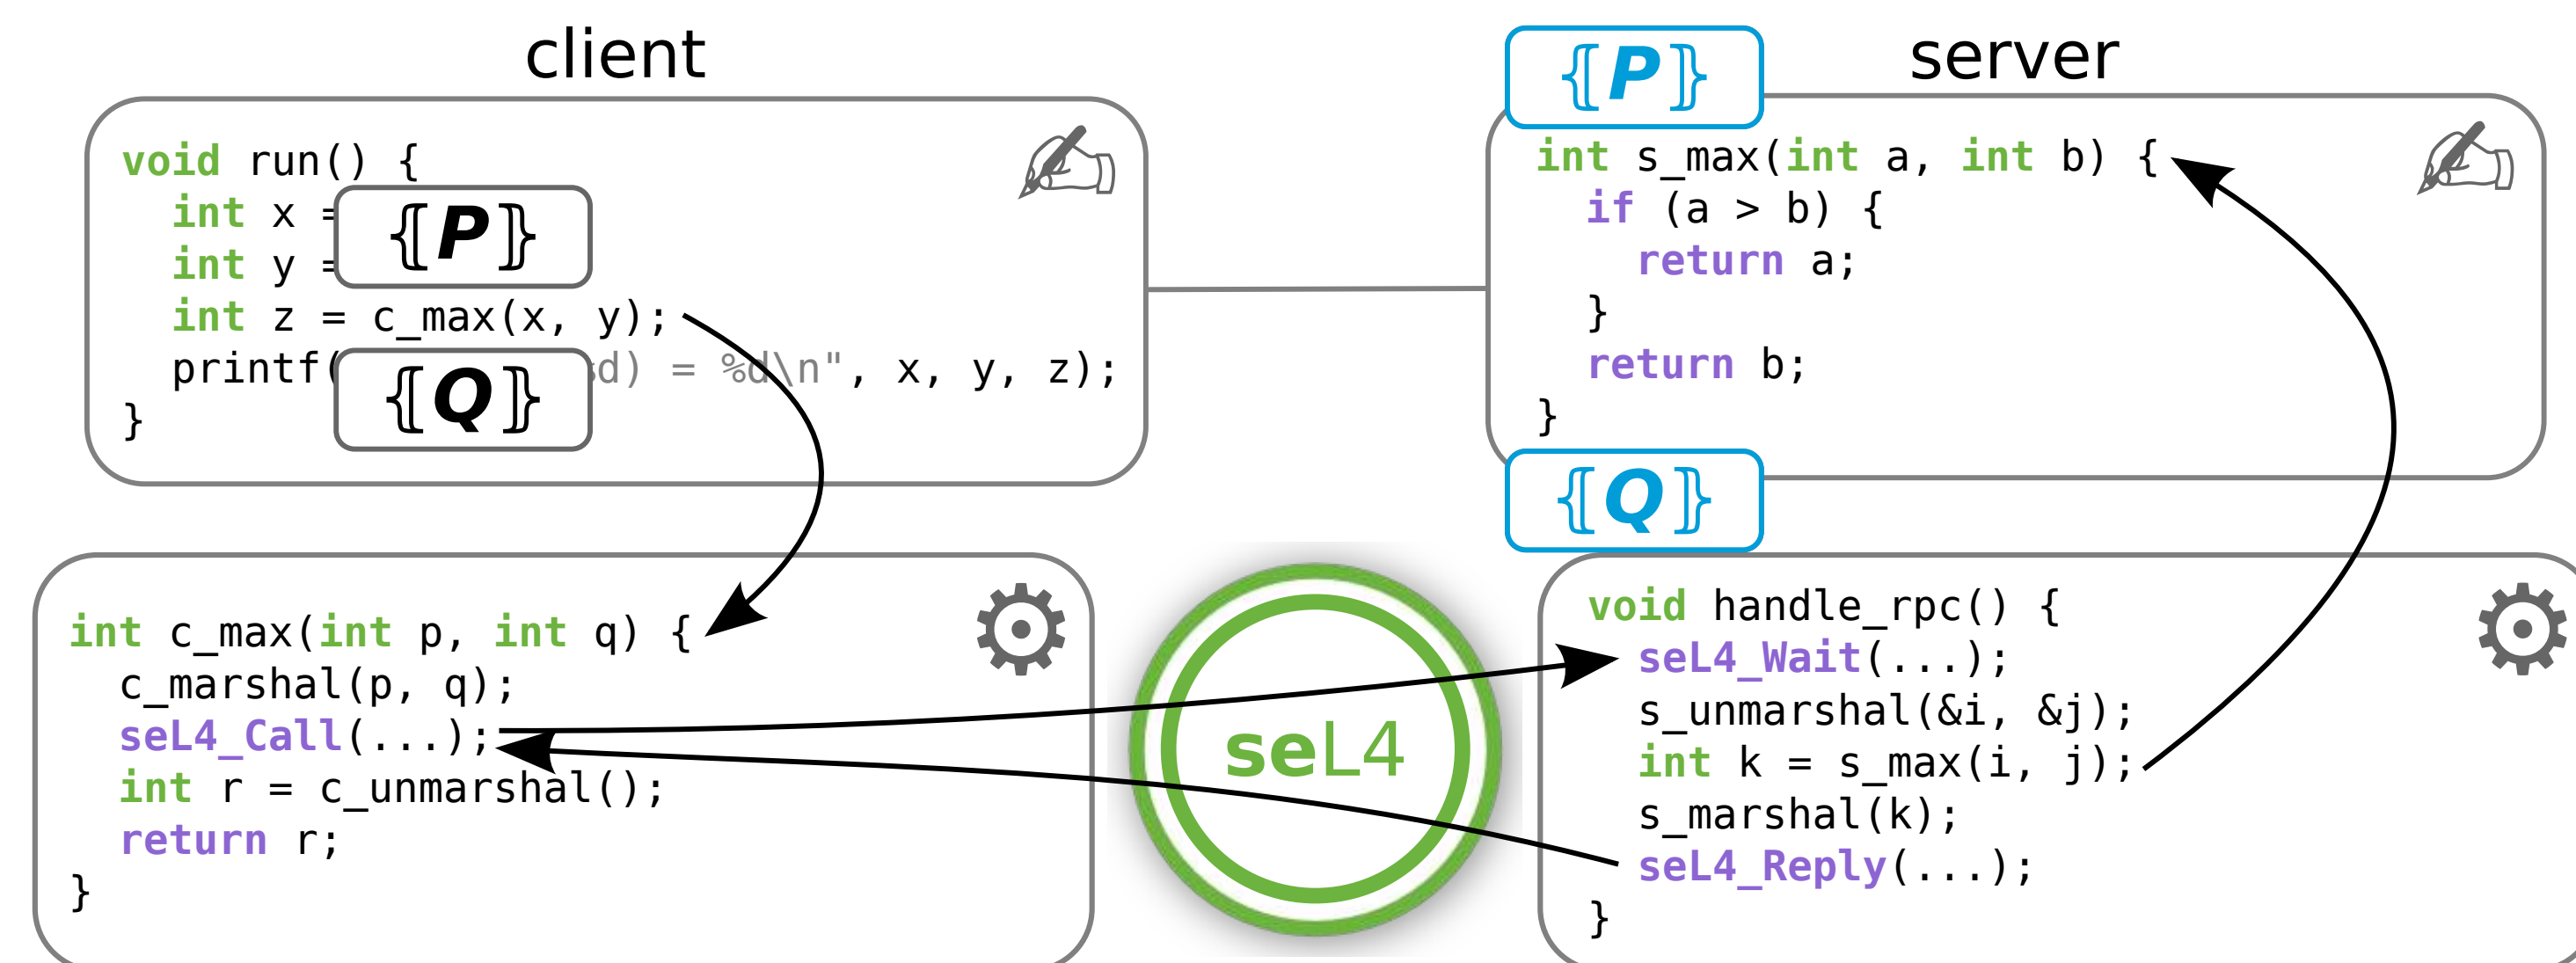 client
void run() {
int x =
{[P]}
int y =
int z = c_max(x, y);
printf( d) = %d\n", x, y, z);
{[Q]}
}
server
{[P]}
int s_max(int a, int b) {
if (a > b) {
return a;
}
return b;
}
{[Q]}
int c_max(int p, int q) {
c_marshal(p, q);
seL4_Call(...);
int r = c_unmarshal();
return r;
}
seL4
void handle_rpc() {
seL4_Wait(...);
s_unmarshal(&i, &j);
int k = s_max(i, j);
s_marshal(k);
seL4_Reply(...);
}